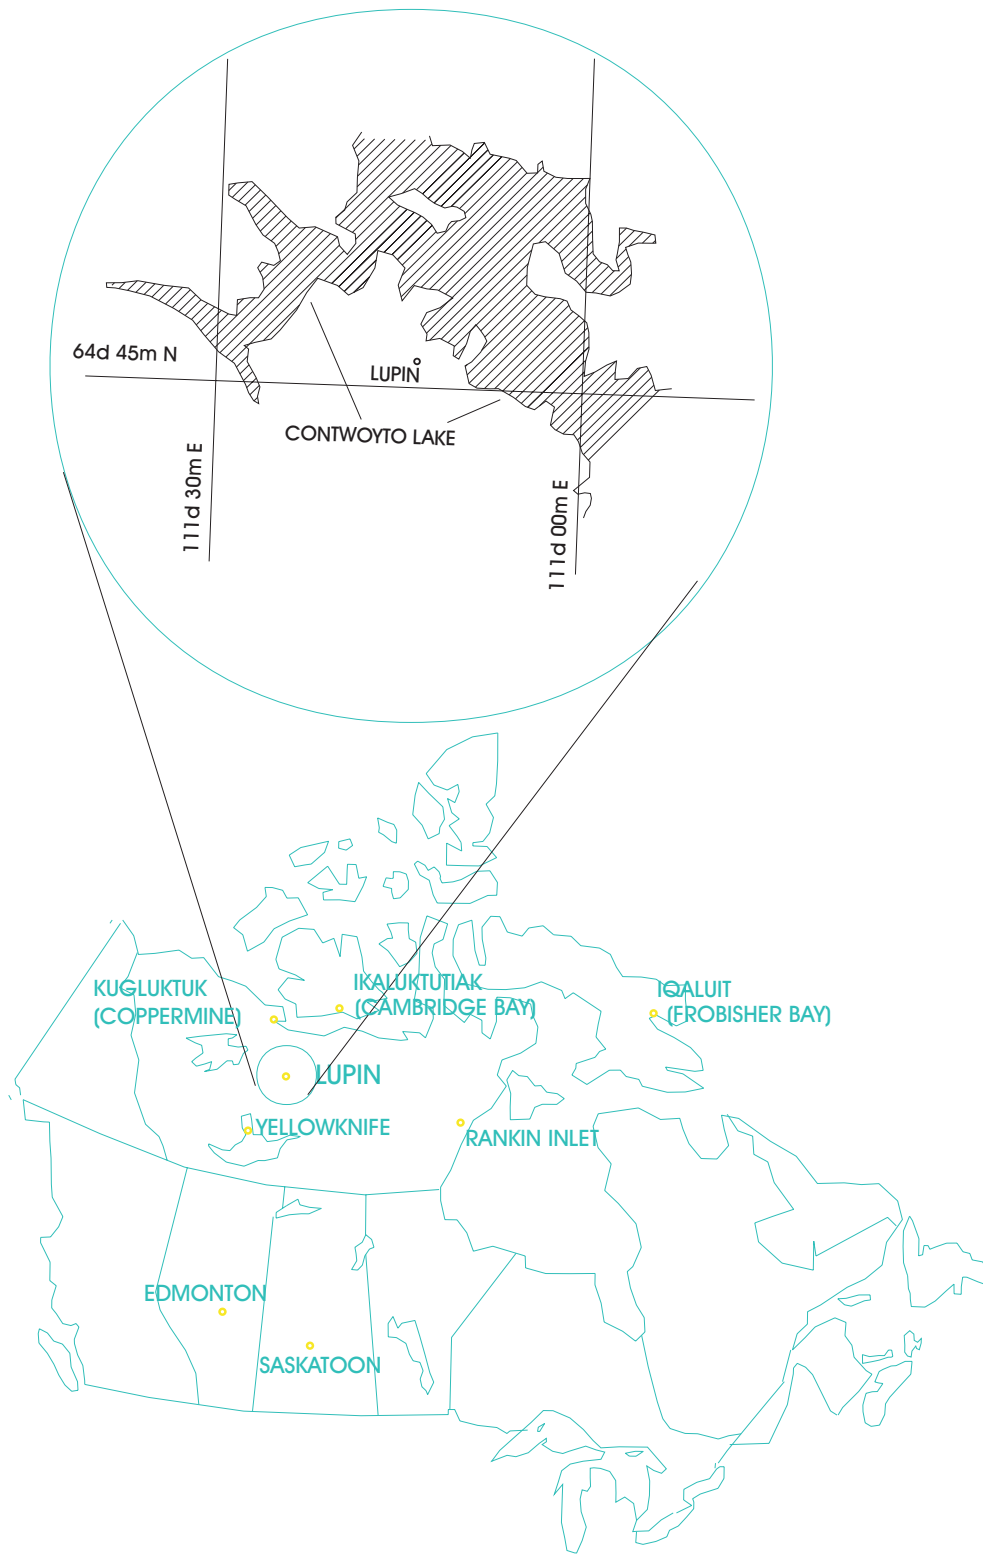 64d 45m N
LUPIN
CONTWOYTO LAKE
111d 30m E
111d 00m E
KUGLUKTUK
(COPPERMINE)
IKALUKTUTIAK
(CAMBRIDGE BAY)
IQALUIT
(FROBISHER BAY)
LUPIN
YELLOWKNIFE
RANKIN INLET
EDMONTON
SASKATOON